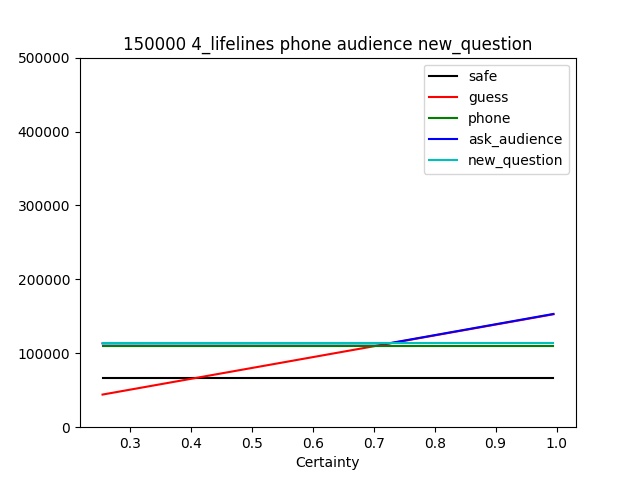 150000 4_lifelines phone audience new_question
500000
400000
300000
200000
100000
0
safe
guess
phone
ask_audience
new_question
0.3 0.4 0.5 0.6 0.7 0.8 0.9 1.0
Certainty